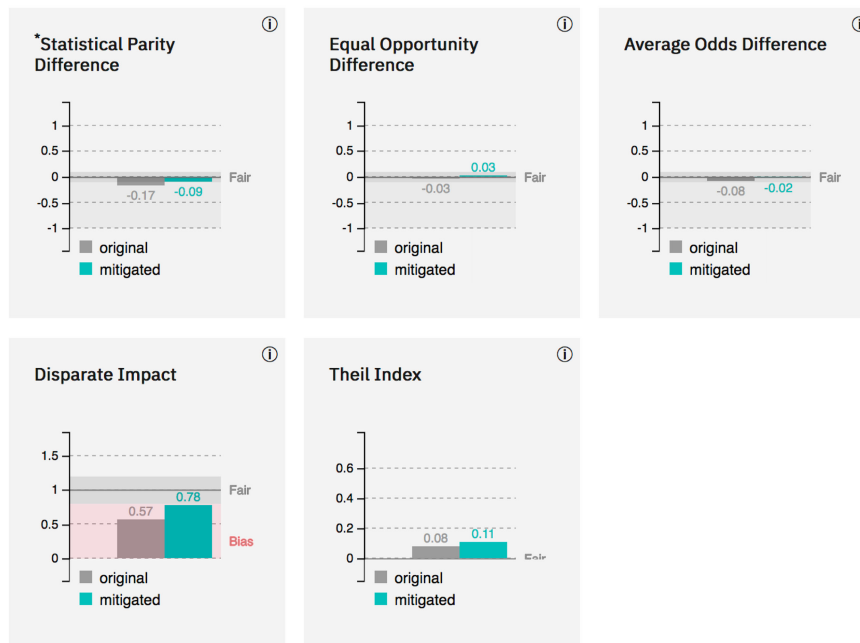 *Statistical Parity
Difference
1
0.5
0
-0.5
-1
-0.17
-0.09
Fair
original
mitigated
Equal Opportunity
Difference
1
0.5
0
-0.5
-1
-0.03
0.03
Fair
original
mitigated
Average Odds Difference
1
0.5
0
-0.5
-1
-0.08
-0.02
Fair
original
mitigated
Disparate Impact
1.5
1
0.5
0
0.57
0.78
Fair
Bias
original
mitigated
Theil Index
0.6
0.4
0.2
0
0.08
0.11
Fair
original
mitigated